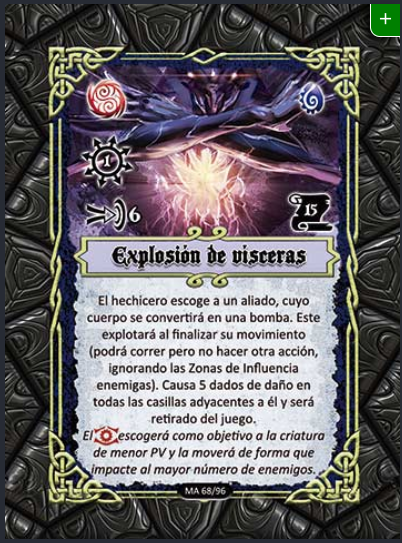 +
1
6
15
Explosión de visceras
El hechicero escoge a un aliado, cuyo
cuerpo se convertirá en una bomba. Este
explotará al finalizar su movimiento
(podrá correr pero no hacer otra acción,
ignorando las Zonas de Influencia
enemigas). Causa 5 dados de daño en
todas las casillas adyacentes a él y será
retirado del juego.
El escogerá como objetivo a la criatura
de menor PV y la moverá de forma que
impacte al mayor número de enemigos.
MA 68/96